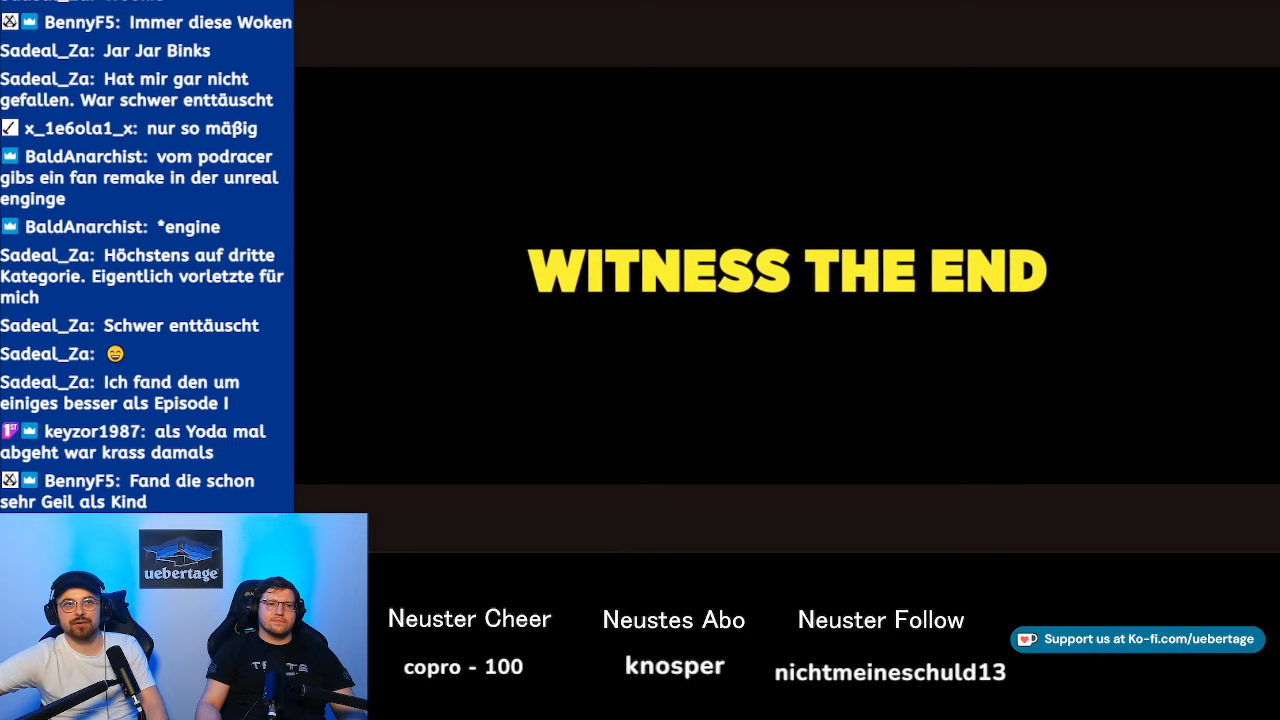 BennyF5: Immer diese Woken
Sadeal_Za: Jar Jar Binks
Sadeal_Za: Hat mir gar nicht
gefallen. War schwer enttäuscht
x_1e6ola1_x: nur so mäßig
BaldAnarchist: vom podracer
gibs ein fan remake in der unreal
enginge
BaldAnarchist: *engine
Sadeal_Za: Höchstens auf dritte
Kategorie. Eigentlich vorletzte für
mich
Sadeal_Za: Schwer enttäuscht
Sadeal_Za: 😄
Sadeal_Za: Ich fand den um
einiges besser als Episode I
1ST keyzor1987: als Yoda mal
abgeht war krass damals
BennyF5: Fand die schon
sehr Geil als Kind
WITNESS THE END
uebertage
Neuster Cheer
copro - 100
Neustes Abo
knosper
Neuster Follow
nichtmeineschuld13
Support us at Ko-fi.com/uebertage